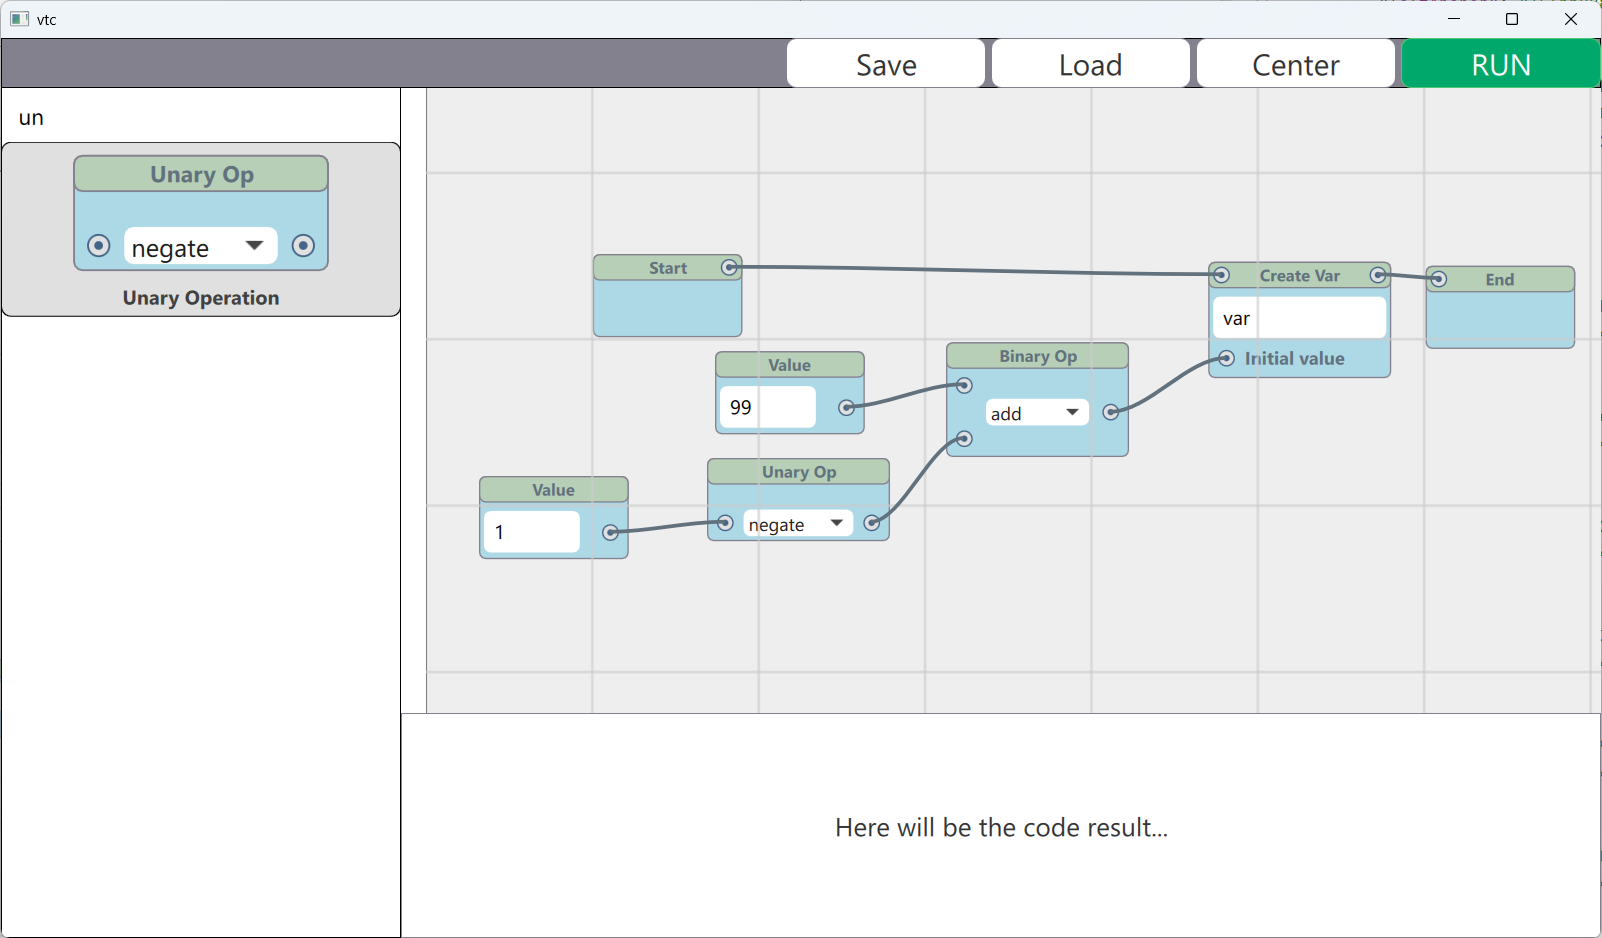 vtc
Save
Load
Center
RUN
un
Unary Op
negate
Unary Operation
Start
Create Var
var
Initial value
End
Value
99
Binary Op
add
Value
1
Unary Op
negate
Here will be the code result...